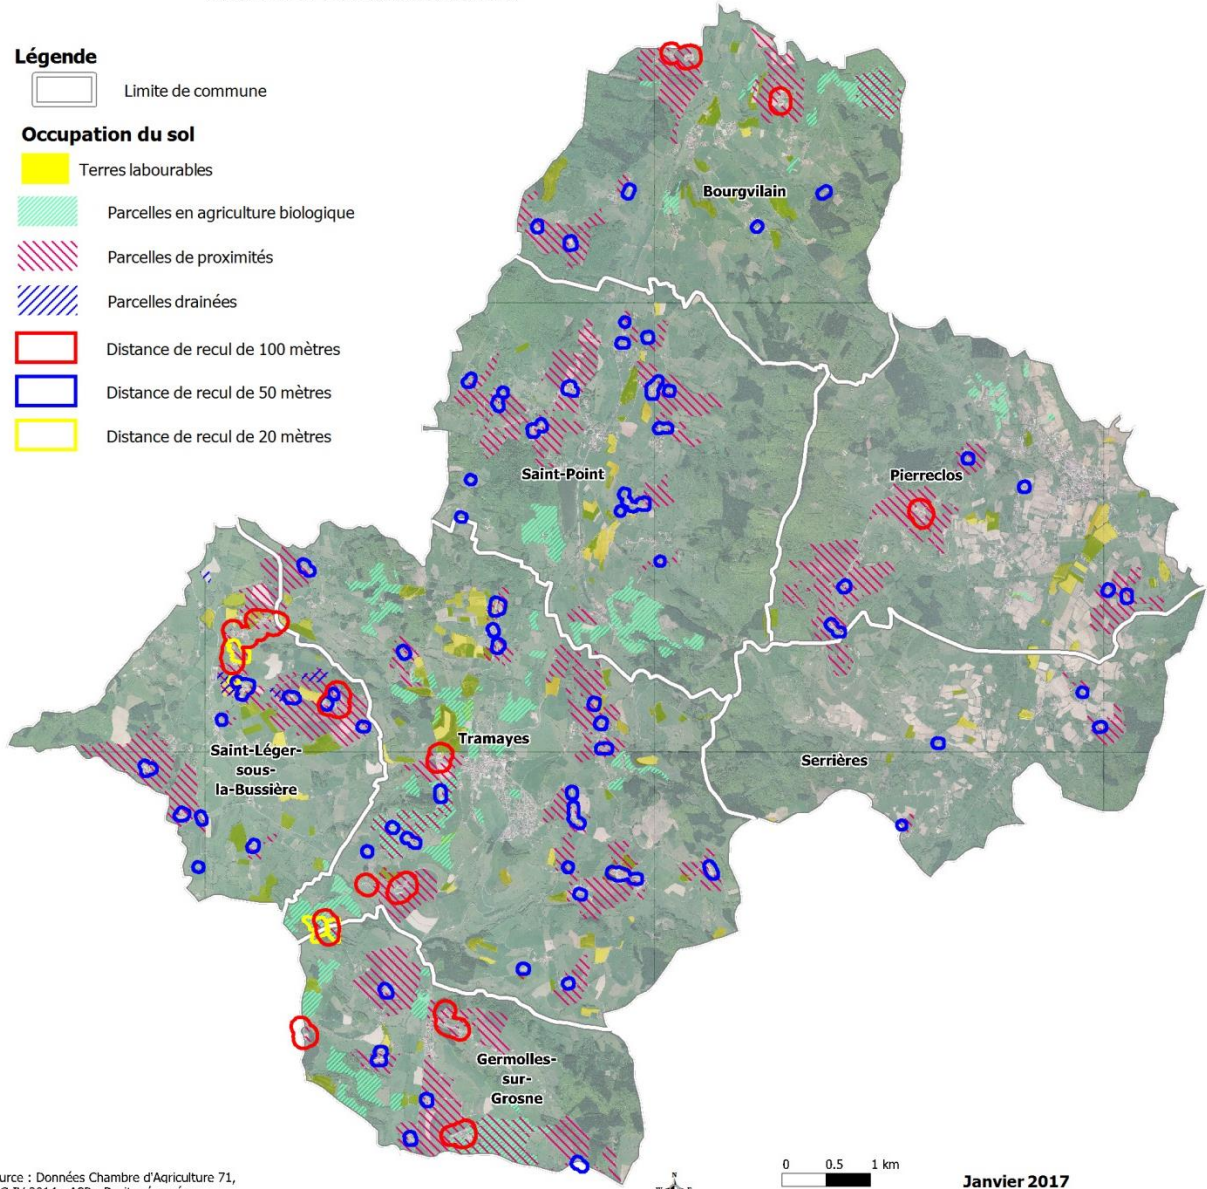 Légende
Limite de commune
Occupation du sol
Terres labourables
Parcelles en agriculture biologique
Parcelles de proximités
Parcelles drainées
Distance de recul de 100 mètres
Distance de recul de 50 mètres
Distance de recul de 20 mètres
Bourgvilain
Saint-Point
Pierreclos
Tramayes
Saint-Léger-
sous-
la-Bussière
Serrières
Germolles-
sur-
Grosne
urce : Données Chambre d'Agriculture 71,
N
0 0.5 1 km
Janvier 2017